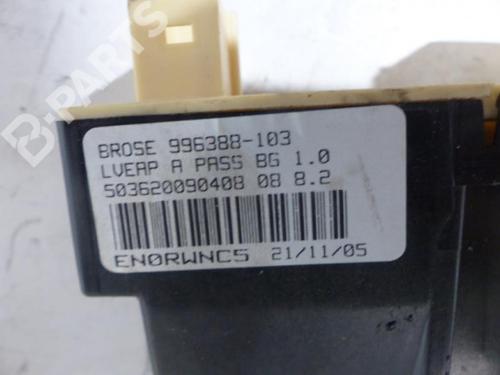 B-PARTS
BROSE 996388-103
LVEAP A PASS BG 1.0
503620090408 08 8.2
EN0RWNC5 21/11/05